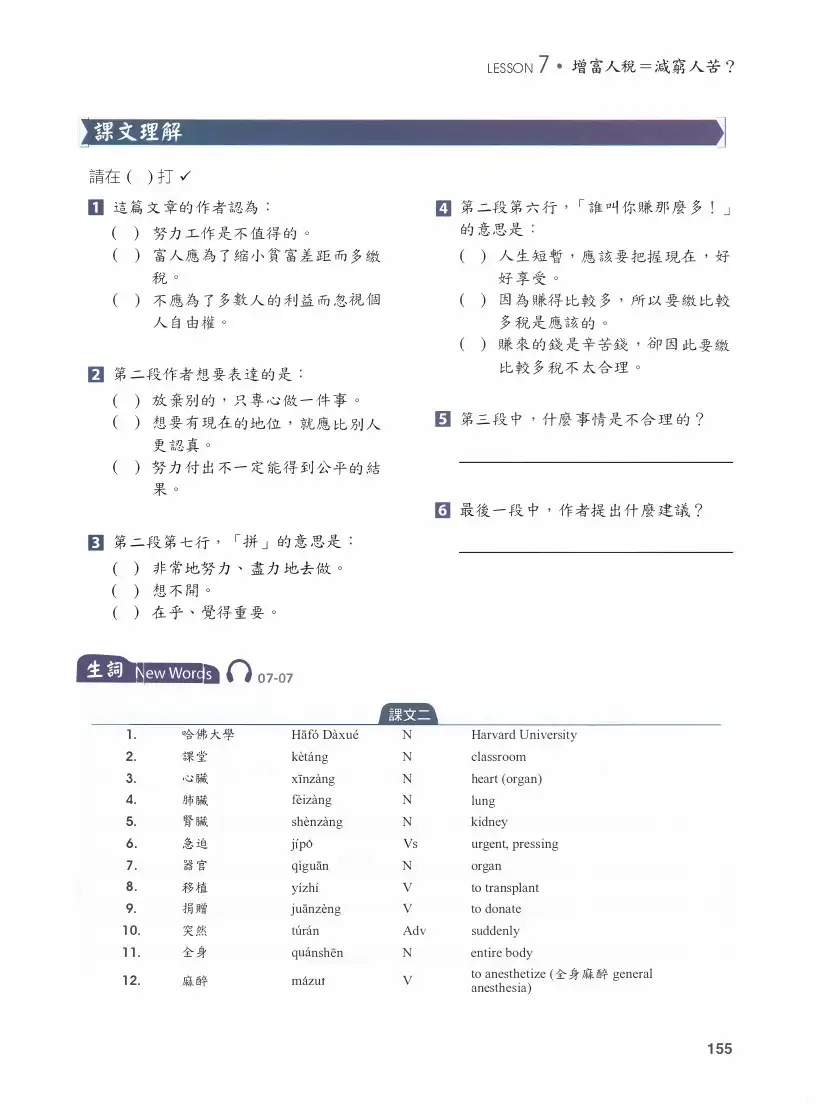 LESSON 7 • 增富人稅＝減窮人苦？
課文理解
請在（ ）打 ✓
1 這篇文章的作者認為：
（ ）努力工作是不值得的。
（ ）富人應為了縮小貧富差距而多繳
稅。
（ ）不應為了多數人的利益而忽視個
人自由權。
2 第二段作者想要表達的是：
（ ）放棄別的，只專心做一件事。
（ ）想要有現在的地位，就應比別人
更認真。
（ ）努力付出不一定能得到公平的結
果。
3 第二段第七行，「拼」的意思是：
（ ）非常地努力、盡力地去做。
（ ）想不開。
（ ）在乎、覺得重要。
4 第二段第六行，「誰叫你賺那麼多！」
的意思是：
（ ）人生短暫，應該要把握現在，好
好享受。
（ ）因為賺得比較多，所以要繳比較
多稅是應該的。
（ ）賺來的錢是辛苦錢，卻因此要繳
比較多稅不太合理。
5 第三段中，什麼事情是不合理的？
6 最後一段中，作者提出什麼建議？
生詞 New Words 07-07
課文二
1. 哈佛大學 Hāfó Dàxué N Harvard University
2. 課堂 kètáng N classroom
3. 心臟 xīnzàng N heart (organ)
4. 肺臟 fèizàng N lung
5. 腎臟 shènzàng N kidney
6. 急迫 jípò Vs urgent, pressing
7. 器官 qìguān N organ
8. 移植 yízhí V to transplant
9. 捐贈 juānzèng V to donate
10. 突然 túrán Adv suddenly
11. 全身 quánshēn N entire body
12. 麻醉 mázuì V to anesthetize (全身麻醉 general
anesthesia)
155